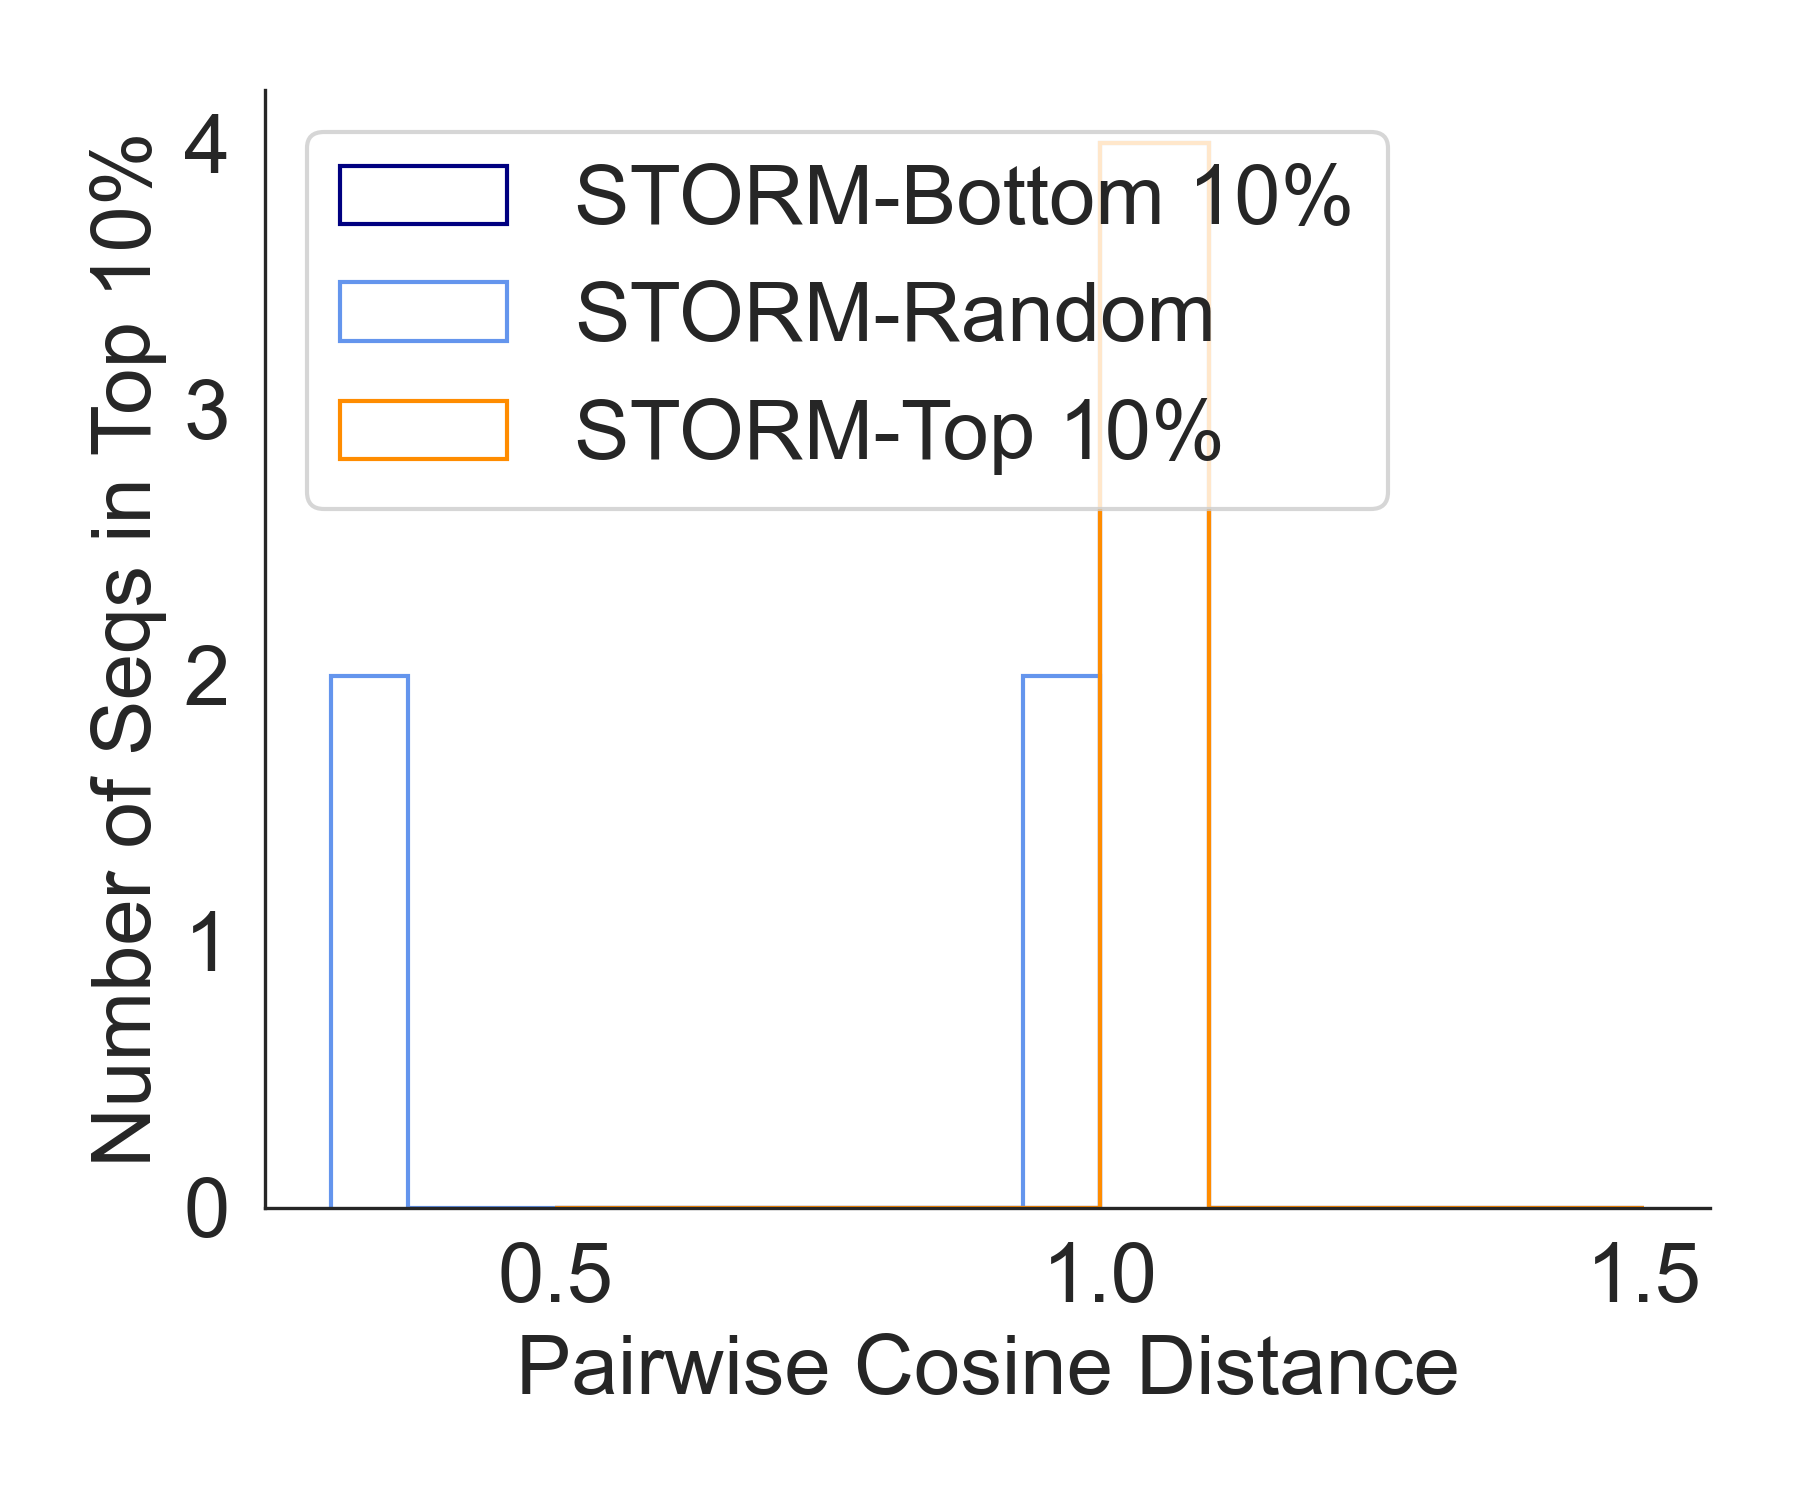 Number of Seqs in Top 10%
4
3
2
1
0
STORM-Bottom 10%
STORM-Random
STORM-Top 10%
0.5 1.0 1.5
Pairwise Cosine Distance